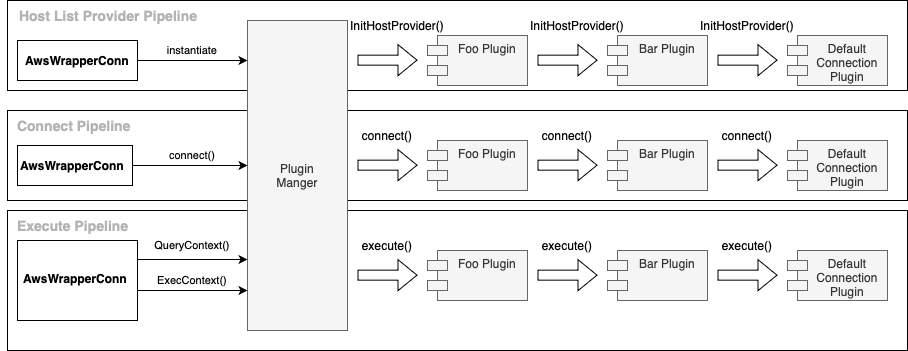 Host List Provider Pipeline
AwsWrapperConn
instantiate
InitHostProvider()
Foo Plugin
InitHostProvider()
Bar Plugin
InitHostProvider()
Default
Connection
Plugin
Plugin
Manger
Connect Pipeline
AwsWrapperConn
connect()
connect()
Foo Plugin
connect()
Bar Plugin
connect()
Default
Connection
Plugin
Execute Pipeline
AwsWrapperConn
QueryContext()
ExecContext()
execute()
Foo Plugin
execute()
Bar Plugin
execute()
Default
Connection
Plugin